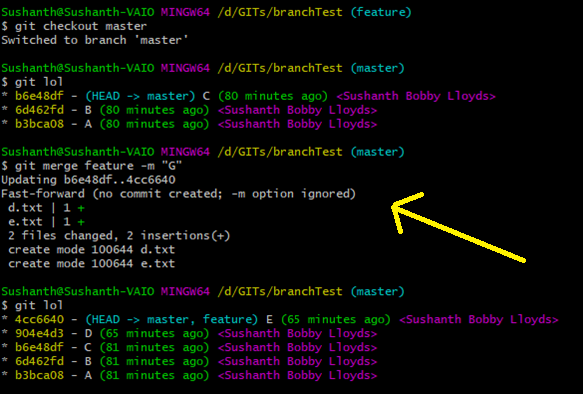 Sushanth@Sushanth-VAIO MINGW64 /d/GITs/branchTest (feature)
$ git checkout master
Switched to branch 'master'
Sushanth@Sushanth-VAIO MINGW64 /d/GITs/branchTest (master)
$ git lol
* b6e48df - (HEAD -> master) C (80 minutes ago) <Sushanth Bobby Lloyds>
* 6d462fd - B (80 minutes ago) <Sushanth Bobby Lloyds>
* b3bca08 - A (80 minutes ago) <Sushanth Bobby Lloyds>
Sushanth@Sushanth-VAIO MINGW64 /d/GITs/branchTest (master)
$ git merge feature -m "G"
Updating b6e48df..4cc6640
Fast-forward (no commit created; -m option ignored)
 d.txt | 1 +
 e.txt | 1 +
 2 files changed, 2 insertions(+)
 create mode 100644 d.txt
 create mode 100644 e.txt
Sushanth@Sushanth-VAIO MINGW64 /d/GITs/branchTest (master)
$ git lol
* 4cc6640 - (HEAD -> master, feature) E (65 minutes ago) <Sushanth Bobby Lloyds>
* 904e4d3 - D (65 minutes ago) <Sushanth Bobby Lloyds>
* b6e48df - C (81 minutes ago) <Sushanth Bobby Lloyds>
* 6d462fd - B (81 minutes ago) <Sushanth Bobby Lloyds>
* b3bca08 - A (81 minutes ago) <Sushanth Bobby Lloyds>